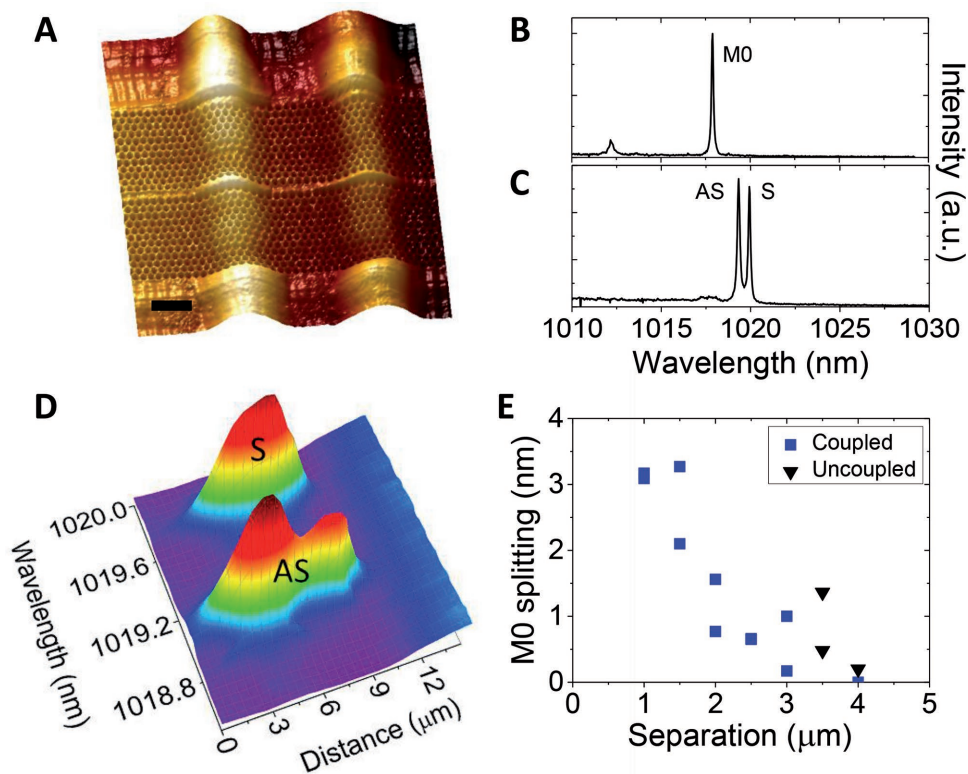 A
B
M0
C
AS
S
Intensity (a.u.)
1010 1015 1020 1025 1030
Wavelength (nm)
D
S
AS
1020.0
1019.6
1019.2
1018.8
Wavelength (nm)
0 3 6 9 12
Distance (μm)
E
Coupled
Uncoupled
4
3
2
1
0
M0 splitting (nm)
0 1 2 3 4 5
Separation (μm)